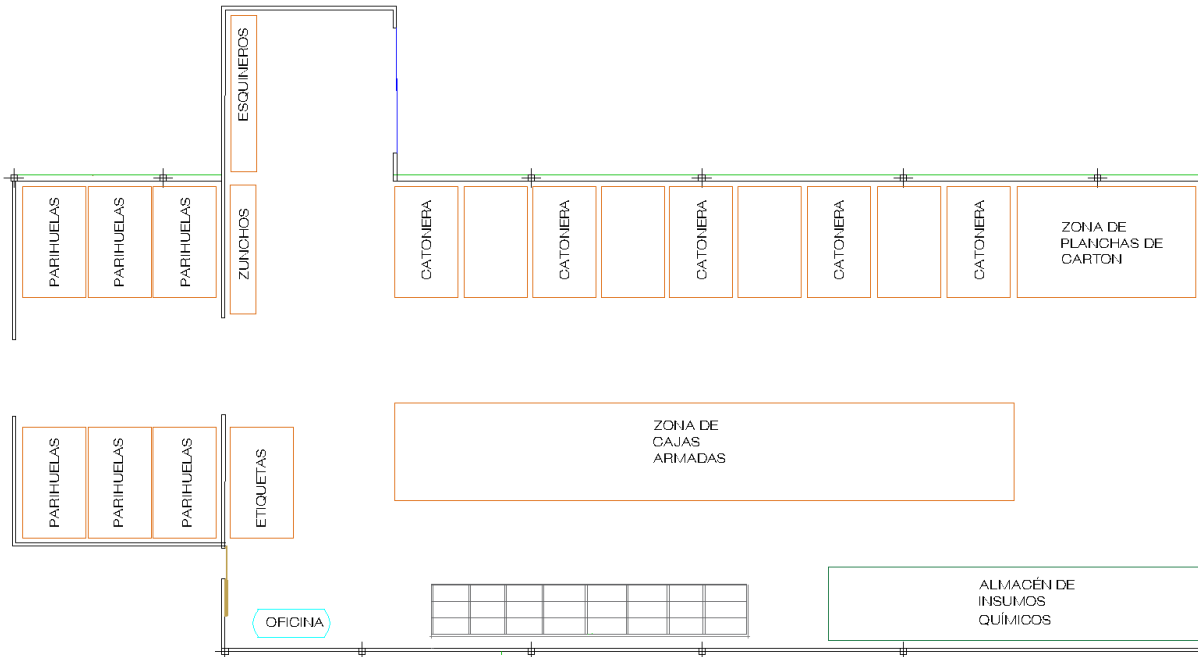 ESQUINEROS
PARIHUELAS
PARIHUELAS
PARIHUELAS
ZUNCHOS
CATONERA
CATONERA
CATONERA
CATONERA
CATONERA
ZONA DE
PLANCHAS DE
CARTON
PARIHUELAS
PARIHUELAS
PARIHUELAS
ETIQUETAS
ZONA DE
CAJAS
ARMADAS
OFICINA
ALMACÉN DE
INSUMOS
QUÍMICOS